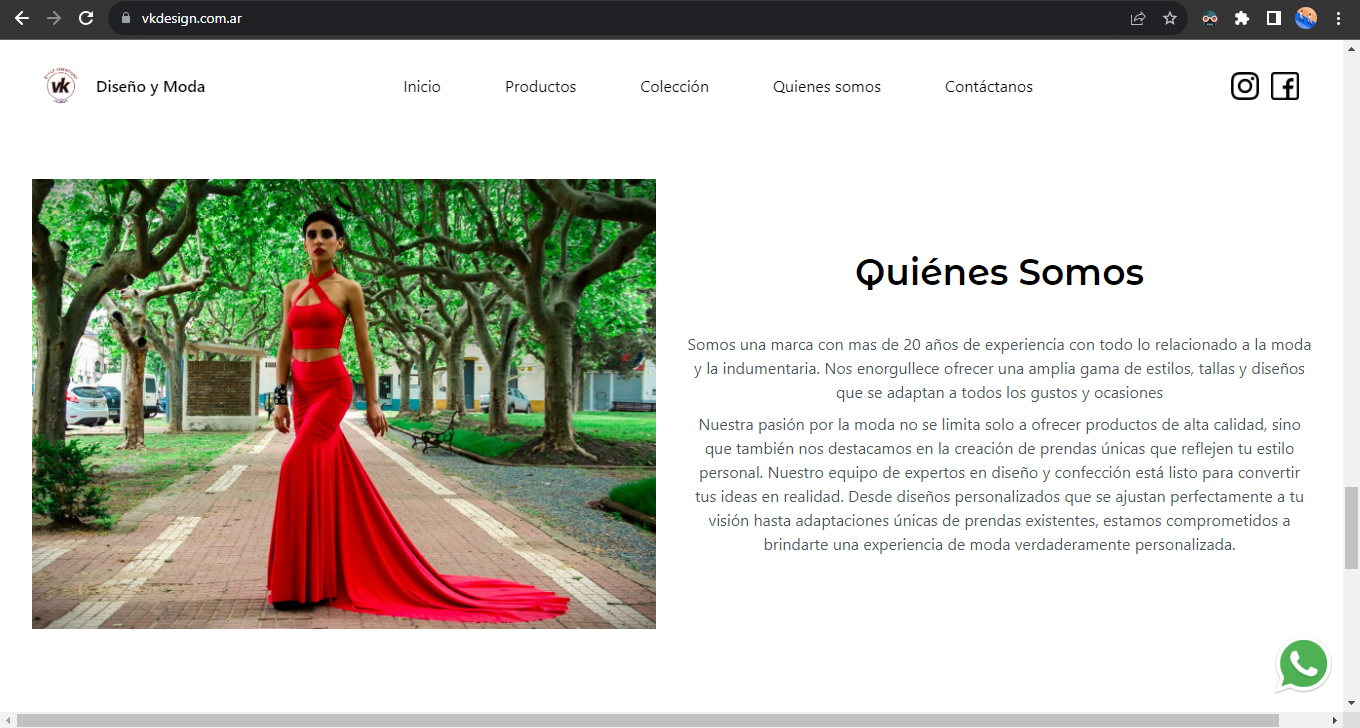 vkdesign.com.ar
vk
Diseño y Moda
Inicio
Productos
Colección
Quienes somos
Contáctanos
Quiénes Somos
Somos una marca con mas de 20 años de experiencia con todo lo relacionado a la moda
y la indumentaria. Nos enorgullece ofrecer una amplia gama de estilos, tallas y diseños
que se adaptan a todos los gustos y ocasiones
Nuestra pasión por la moda no se limita solo a ofrecer productos de alta calidad, sino
que también nos destacamos en la creación de prendas únicas que reflejen tu estilo
personal. Nuestro equipo de expertos en diseño y confección está listo para convertir
tus ideas en realidad. Desde diseños personalizados que se ajustan perfectamente a tu
visión hasta adaptaciones únicas de prendas existentes, estamos comprometidos a
brindarte una experiencia de moda verdaderamente personalizada.